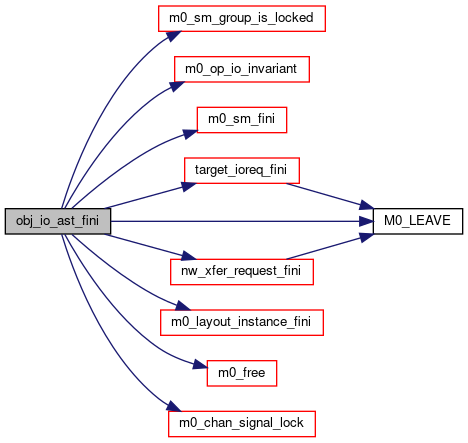 m0_sm_group_is_locked
m0_op_io_invariant
m0_sm_fini
target_ioreq_fini
obj_io_ast_fini
M0_LEAVE
nw_xfer_request_fini
m0_layout_instance_fini
m0_free
m0_chan_signal_lock